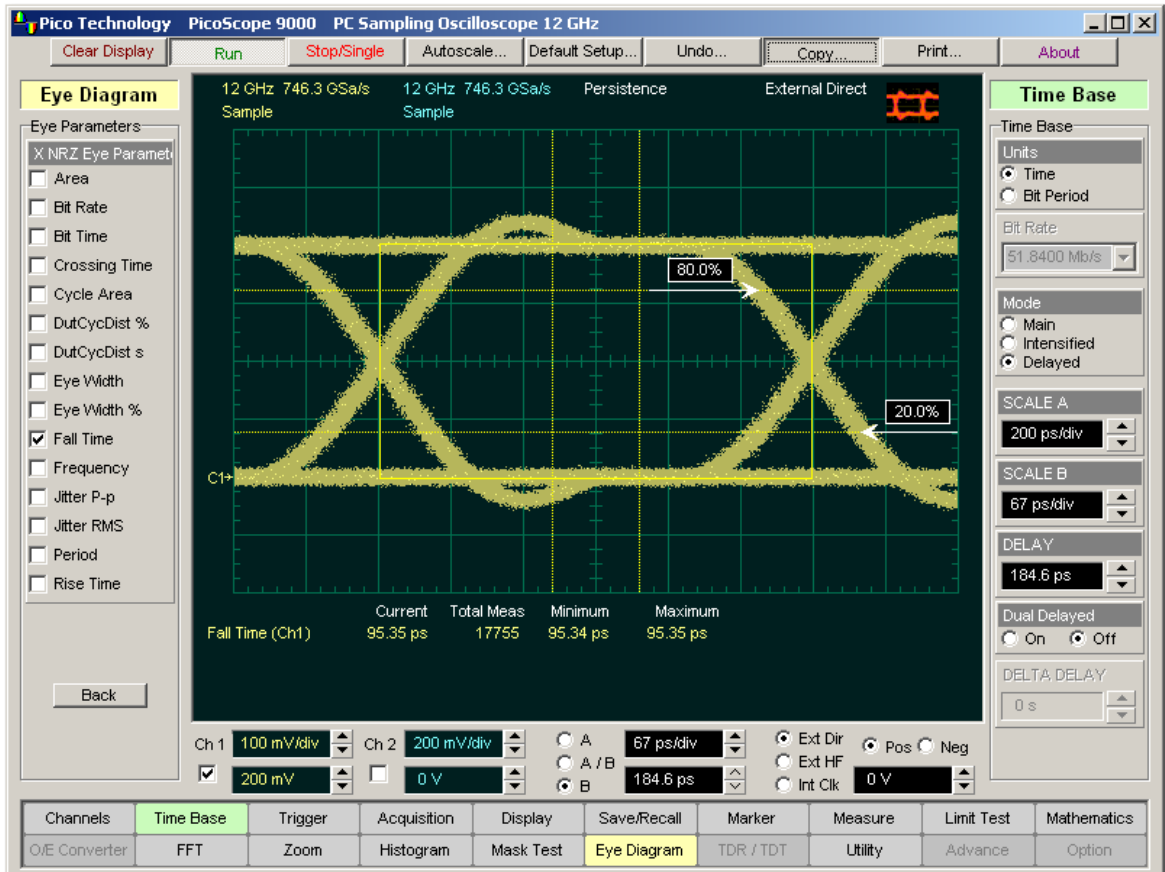 Pico Technology PicoScope 9000 PC Sampling Oscilloscope 12 GHz
Clear Display Run Stop/Single Autoscale... Default Setup... Undo... Copy... Print... About
Eye Diagram
Eye Parameters
X NRZ Eye Paramet
Area
Bit Rate
Bit Time
Crossing Time
Cycle Area
DutCycDist %
DutCycDist s
Eye Width
Eye Width %
Fall Time
Frequency
Jitter P-p
Jitter RMS
Period
Rise Time
Back
12 GHz 746.3 GSa/s 12 GHz 746.3 GSa/s Persistence External Direct
Sample Sample
80.0%
20.0%
C1
Current Total Meas Minimum Maximum
Fall Time (Ch1) 95.35 ps 17755 95.34 ps 95.35 ps
Time Base
Time Base
Units
Time
Bit Period
Bit Rate
51.8400 Mb/s
Mode
Main
Intensified
Delayed
SCALE A
200 ps/div
SCALE B
67 ps/div
DELAY
184.6 ps
Dual Delayed
On Off
DELTA DELAY
0 s
Ch 1 100 mV/div Ch 2 200 mV/div A 67 ps/div Ext Dir Pos Neg
A / B Ext HF
200 mV 0 V B 184.6 ps Int Clk 0 V
Channels Time Base Trigger Acquisition Display Save/Recall Marker Measure Limit Test Mathematics
O/E Converter FFT Zoom Histogram Mask Test Eye Diagram TDR / TDT Utility Advance Option